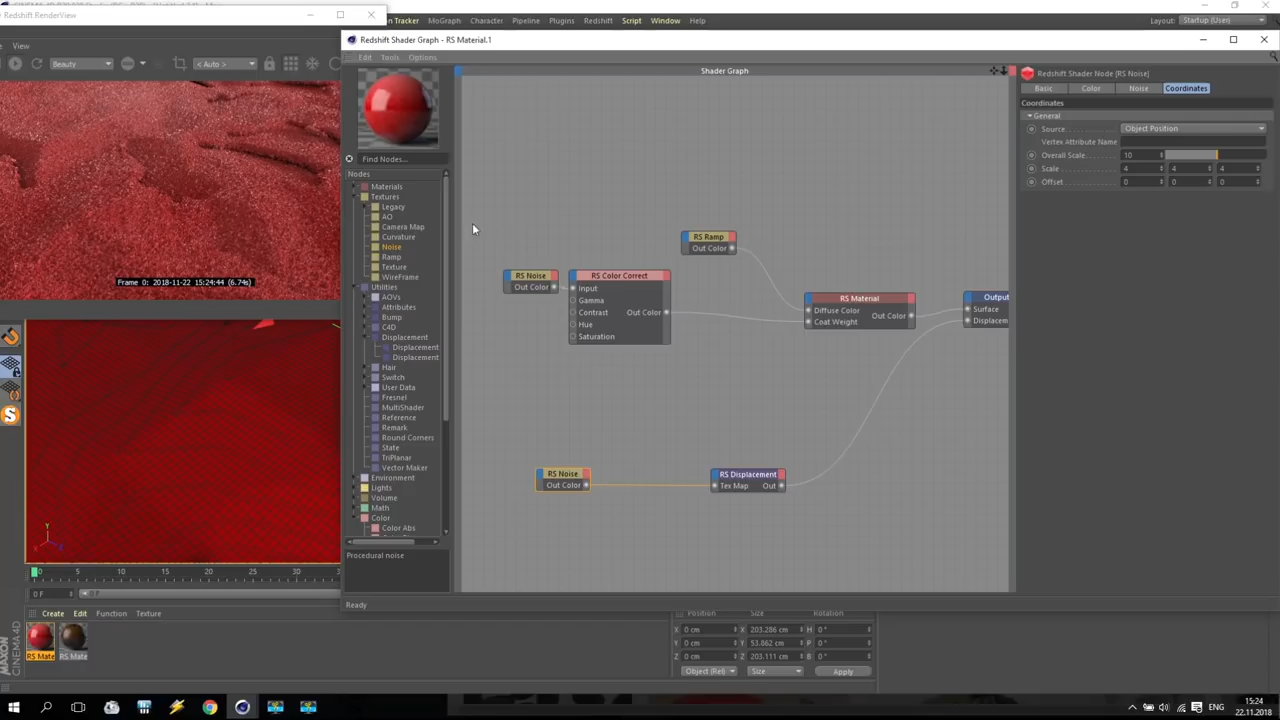 Redshift RenderView
on Tracker MoGraph Character Pipeline Plugins Redshift Script Window Help
Layout: Startup (User)
View
Redshift Shader Graph - RS Material.1
Edit Tools Options
Beauty
< Auto >
Shader Graph
Redshift Shader Node [RS Noise]
Basic Color Noise Coordinates
Coordinates
General
Source Object Position
Vertex Attribute Name
Overall Scale 10
Scale 4 4 4
Offset 0 0 0
Find Nodes...
Nodes
Materials
Textures
Legacy
AO
Camera Map
Curvature
Noise
Ramp
Texture
WireFrame
Utilities
AOVs
Attributes
Bump
C4D
Displacement
Displacement
Displacement
Hair
Switch
User Data
Fresnel
MultiShader
Reference
Remark
Round Corners
State
TriPlanar
Vector Maker
Environment
Lights
Volume
Math
Color
Color Abs
Procedural noise
Ready
RS Ramp
Out Color
RS Noise
Out Color
RS Color Correct
Input
Gamma
Contrast Out Color
Hue
Saturation
RS Material
Diffuse Color
Out Color
Coat Weight
Output
Surface
Displacem
RS Noise
Out Color
RS Displacement
Tex Map Out
Frame 0: 2018-11-22 15:24:44 (6.74s)
Y
X Z
0 5 10 15 20 25 30 3
0 F 0 F
Create Edit Function Texture
RS Mate RS Mate
MAXON
CINEMA 4D
Position Size Rotation
X 0 cm X 203.286 cm H 0 °
Y 0 cm Y 53.862 cm P 0 °
Z 0 cm Z 203.111 cm B 0 °
Object (Rel) Size Apply
ENG
15:24
22.11.2018